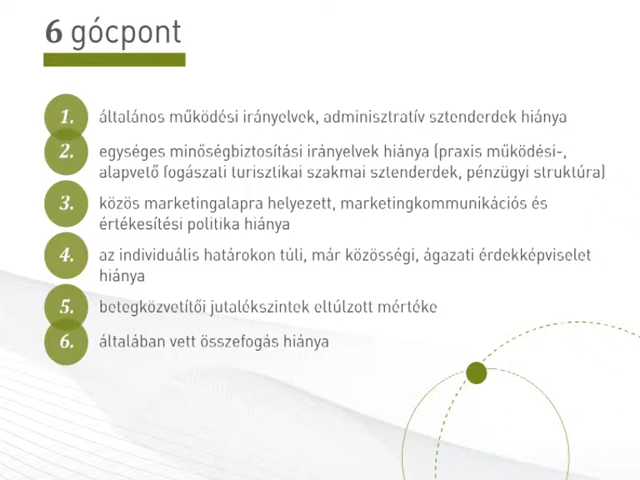 6 gócpont
1. általános működési irányelvek, adminisztratív sztenderdek hiánya
2. egységes minőségbiztosítási irányelvek hiánya (praxis működési-,
alapvető fogászati turisztikai szakmai sztenderdek, pénzügyi struktúra)
3. közös marketingalapra helyezett, marketingkommunikációs és
értékesítési politika hiánya
4. az individuális határokon túli, már közösségi, ágazati érdekképviselet
hiánya
5. betegközvetítői jutalékszintek eltúlzott mértéke
6. általában vett összefogás hiánya